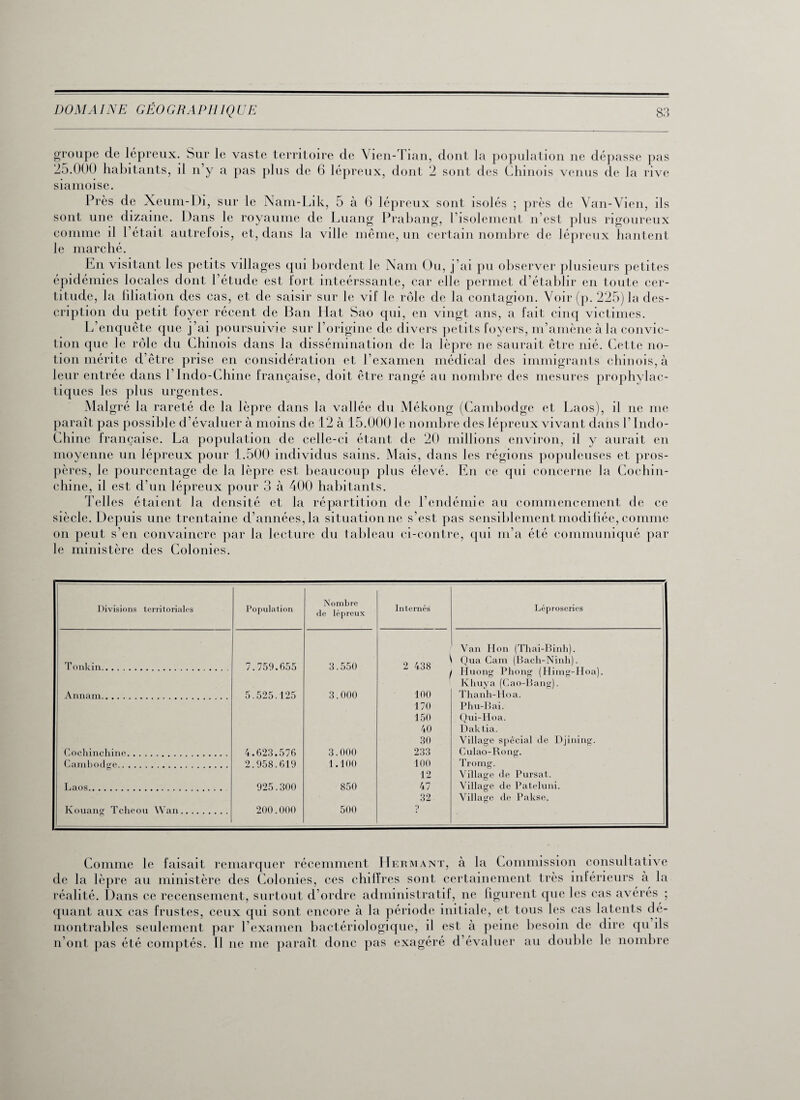 DOMAINE GÉOGRAPHIQUE 83
groupe de lépreux. Sur le vaste territoire de Vien-Tian, dont la population ne dépasse pas
25.000 habitants, il n'y a pas plus de 6 lépreux, dont 2 sont des Chinois venus de la rive
siamoise.
Près de Xeum-Di, sur le Nam-Lik, 5 à 6 lépreux sont isolés ; près de Van-Vien, ils
sont une dizaine. Dans le royaume de Luang Prabang, l'isolement n'est plus rigoureux
comme il l'était autrefois, et, dans la ville même, un certain nombre de lépreux hantent
le marché.
En visitant les petits villages qui bordent le Nam Ou, j'ai pu observer plusieurs petites
épidémies locales dont l'étude est fort inteérssante, car elle permet d'établir en toute cer-
titude, la filiation des cas, et de saisir sur le vif le rôle de la contagion. Voir (p. 225) la des-
cription du petit foyer récent de Ban Hat Sao qui, en vingt ans, a fait cinq victimes.
L'enquête que j'ai poursuivie sur l'origine de divers petits foyers, m'amène à la convic-
tion que le rôle du Chinois dans la dissémination de la lèpre ne saurait être nié. Cette no-
tion mérite d'être prise en considération et l'examen médical des immigrants chinois, à
leur entrée dans l'Indo-Chine française, doit être rangé au nombre des mesures prophylac-
tiques les plus urgentes.
Malgré la rareté de la lèpre dans la vallée du Mékong (Cambodge et Laos), il ne me
paraît pas possible d'évaluer à moins de 12 à 15.000 le nombre des lépreux vivant dans l'Indo-
Chine française. La population de celle-ci étant de 20 millions environ, il y aurait en
moyenne un lépreux pour 1.500 individus sains. Mais, dans les régions populeuses et pros-
pères, le pourcentage de la lèpre est beaucoup plus élevé. En ce qui concerne la Cochin-
chine, il est d'un lépreux pour 3 à 400 habitants.
Telles étaient la densité et la répartition de l'endémie au commencement de ce
siècle. Depuis une trentaine d'années, la situation ne s'est pas sensiblement modifiée, comme
on peut s'en convaincre par la lecture du tableau ci-contre, qui m'a été communiqué par
le ministère des Colonies.
Divisions territoriales Population Nombre de lépreux Internés Léproseries
Van Hon (Thai-Binh).
Qua Cam (Bach-Ninh).
Tonkin 7.759.655 3.550 2 438 Huong Phong (Himg-Hoa).
Khuya (Cao-Bang).
Annam 5.525.125 3.000 100 Thanh-Hoa.
170 Phu-Bai.
150 Qui-Hoa.
40 Daktia.
30 Village spécial de Djining.
Cochinchine 4.623.576 3.000 233 Culao-Rong.
Cambodge 2.958.619 1.100 100 Tromg.
12 Village de Pursat.
Laos 925.300 850 47 Village de Pateluni.
32 Village de Pakse.
Kouang Tcheou Wan 200.000 500 ?
Comme le faisait remarquer récemment HERMANT, à la Commission consultative
de la lèpre au ministère des Colonies, ces chiffres sont certainement très inférieurs à la
réalité. Dans ce recensement, surtout d'ordre administratif, ne figurent que les cas avérés ;
quant aux cas frustes, ceux qui sont encore à la période initiale, et tous les cas latents dé-
montrables seulement par l'examen bactériologique, il est à peine besoin de dire qu'ils
n'ont pas été comptés. Il ne me paraît donc pas exagéré d'évaluer au double le nombre